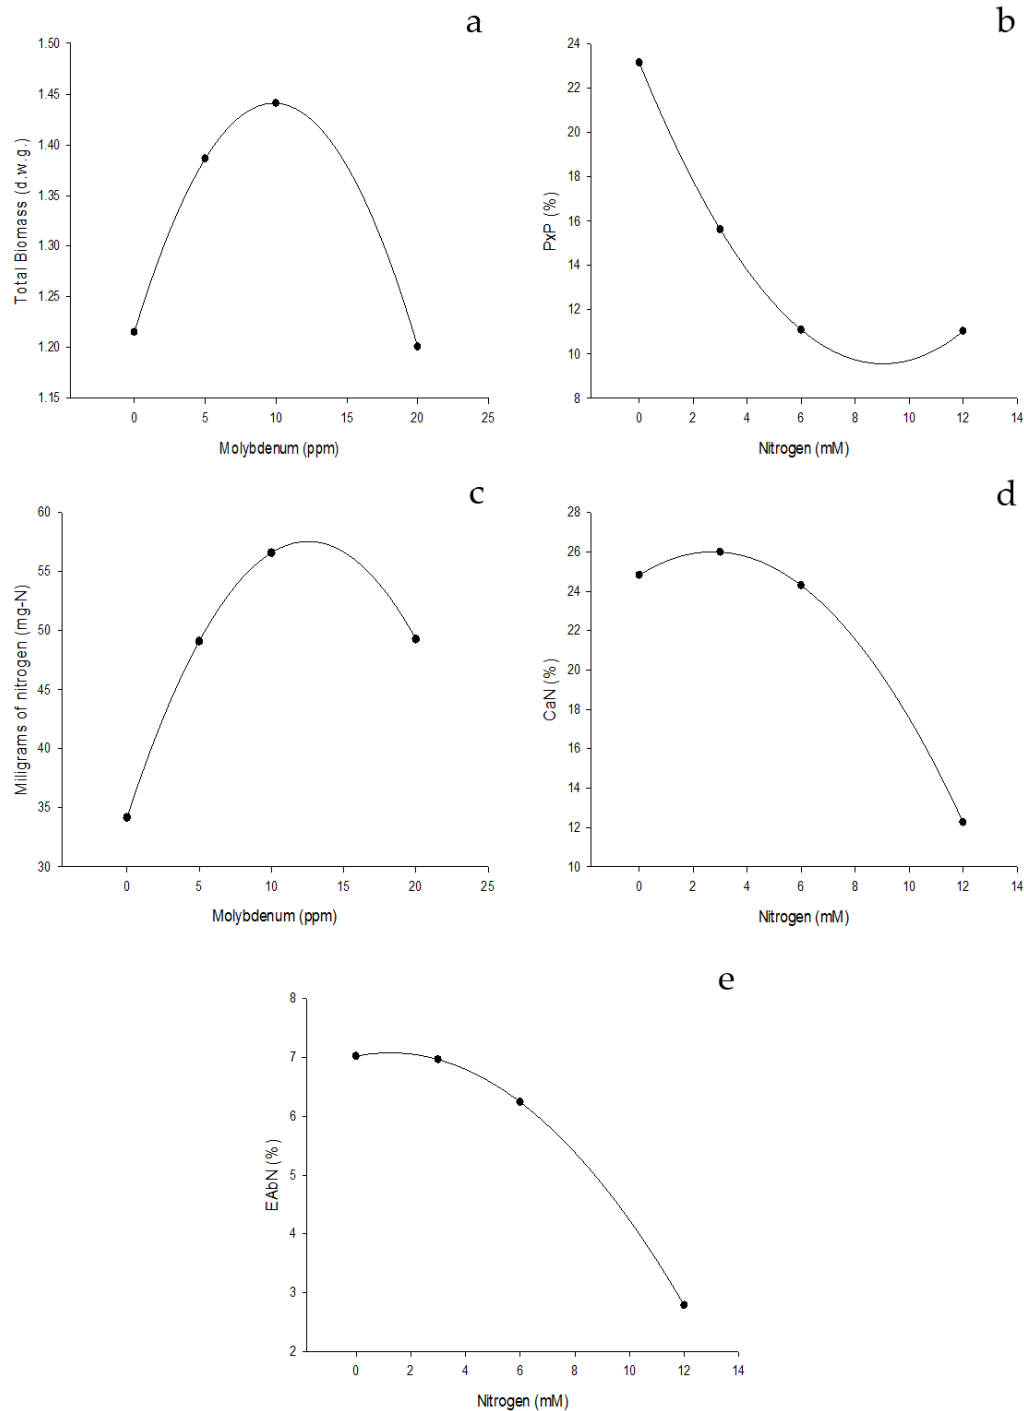 a
1.50
1.45
1.40
1.35
1.30
1.25
1.20
1.15
Total Biomass (d.w.g.)
0 5 10 15 20 25
Molybdenum (ppm)
b
24
22
20
18
16
14
12
10
8
PxP (%)
0 2 4 6 8 10 12 14
Nitrogen (mM)
c
60
55
50
45
40
35
30
Miligrams of nitrogen (mg-N)
0 5 10 15 20 25
Molybdenum (ppm)
d
28
26
24
22
20
18
16
14
12
10
CaN (%)
0 2 4 6 8 10 12 14
Nitrogen (mM)
e
8
7
6
5
4
3
2
EAbN (%)
0 2 4 6 8 10 12 14
Nitrogen (mM)